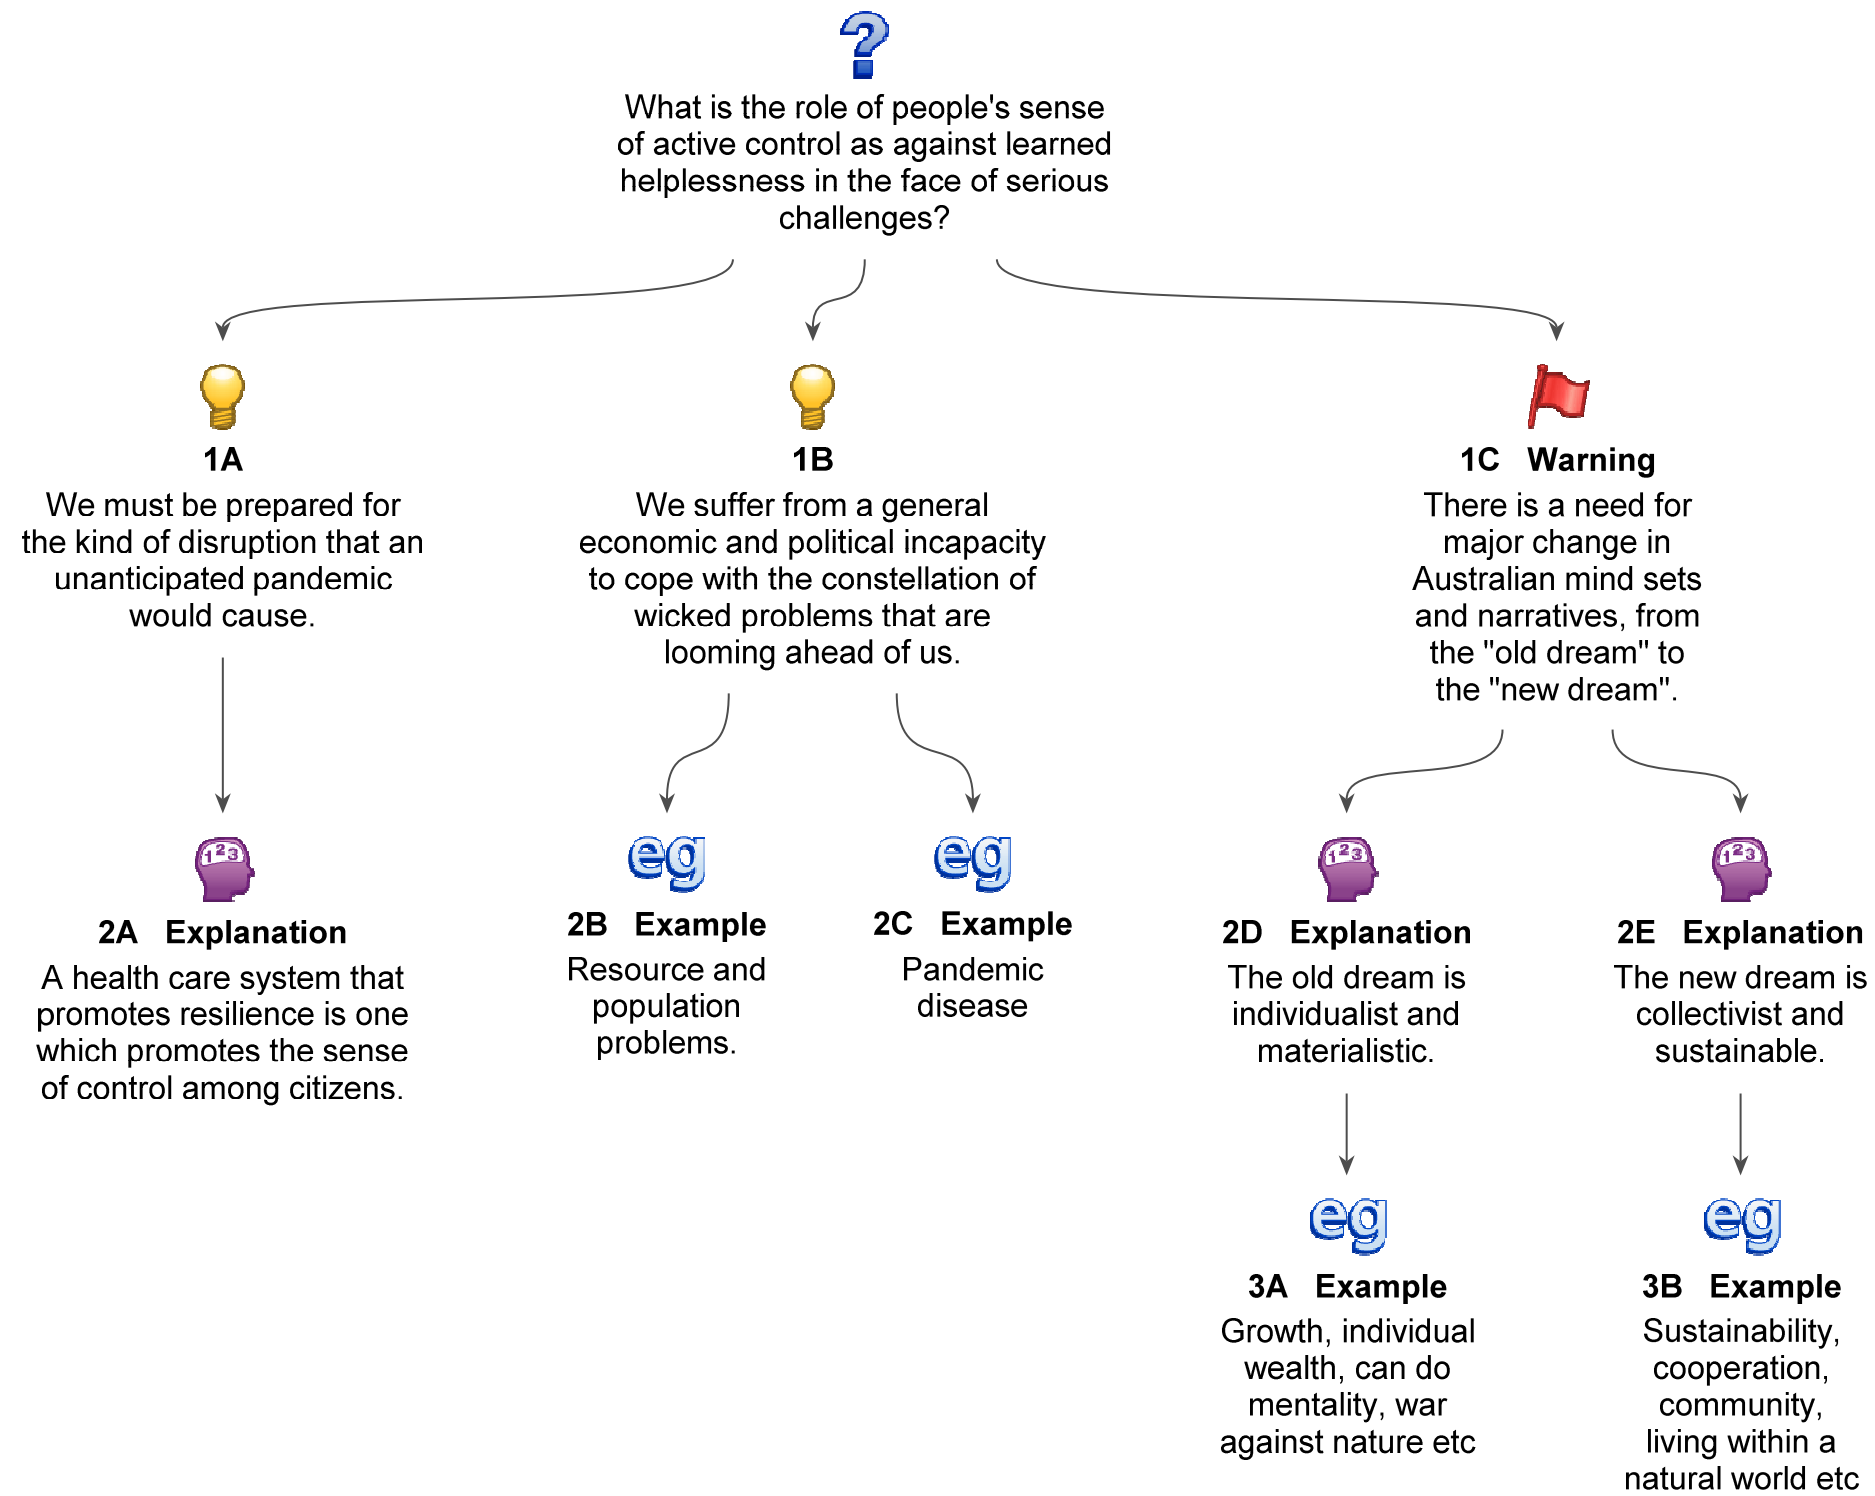 What is the role of people's sense
of active control as against learned
helplessness in the face of serious
challenges?
1A
We must be prepared for
the kind of disruption that an
unanticipated pandemic
would cause.
1B
We suffer from a general
economic and political incapacity
to cope with the constellation of
wicked problems that are
looming ahead of us.
1C Warning
There is a need for
major change in
Australian mind sets
and narratives, from
the "old dream" to
the "new dream".
123
2A Explanation
A health care system that
promotes resilience is one
which promotes the sense
of control among citizens.
eg
2B Example
Resource and
population
problems.
eg
2C Example
Pandemic
disease
123
2D Explanation
The old dream is
individualist and
materialistic.
123
2E Explanation
The new dream is
collectivist and
sustainable.
eg
3A Example
Growth, individual
wealth, can do
mentality, war
against nature etc
eg
3B Example
Sustainability,
cooperation,
community,
living within a
natural world etc